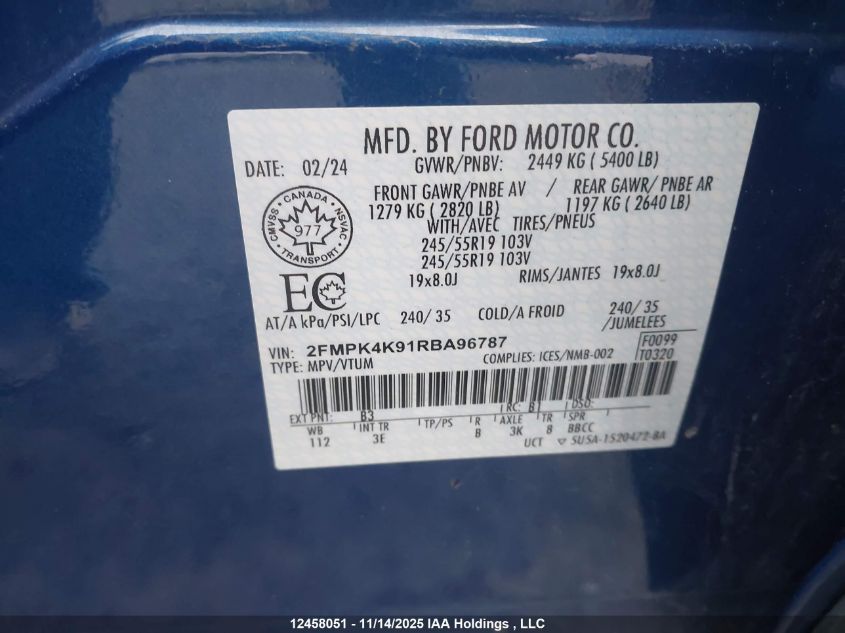 MFD. BY FORD MOTOR CO.
DATE: 02/24 GVWR/PNBV: 2449 KG ( 5400 LB)
FRONT GAWR/PNBE AV / REAR GAWR/ PNBE AR
1279 KG ( 2820 LB) 1197 KG ( 2640 LB)
WITH/AVEC TIRES/PNEUS
CANADA
CMVSS 977 NSVAC
TRANSPORT
245/55R19 103V
245/55R19 103V
EC 19x8.0J RIMS/JANTES 19x8.0J
AT/A kPa/PSI/LPC 240/ 35 COLD/A FROID 240/ 35
/JUMELEES
VIN: 2FMPK4K91RBA96787 F0099
TYPE: MPV/VTUM COMPLIES: ICES/NMB-002 T0320
EXT PNT: B3 RC: B1 DSO:
WB INT TR TP/PS R AXLE TR SPR
112 3E B 3K 8 BBCC
UCT ▽ SUSA-1520472-BA
12458051 - 11/14/2025 IAA Holdings , LLC